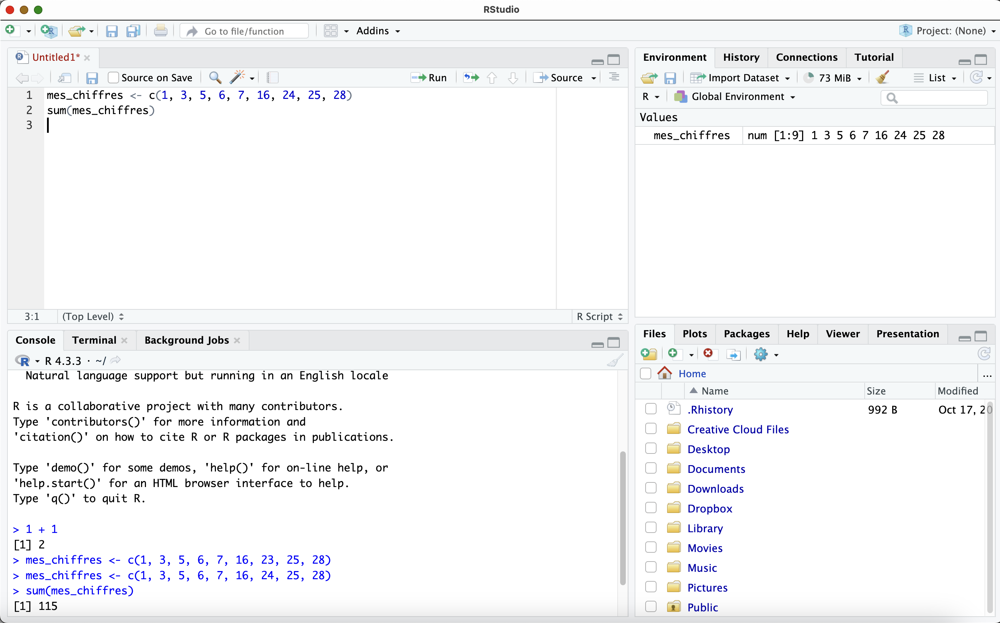 RStudio
Go to file/function
Addins
Project: (None)
Untitled1*
Source on Save
Run
Source
1 mes_chiffres <- c(1, 3, 5, 6, 7, 16, 24, 25, 28)
2 sum(mes_chiffres)
3
3:1 (Top Level)
R Script
Environment History Connections Tutorial
Import Dataset
73 MiB
List
R Global Environment
Values
mes_chiffres num [1:9] 1 3 5 6 7 16 24 25 28
Console Terminal Background Jobs
R 4.3.3 · ~/
Natural language support but running in an English locale
R is a collaborative project with many contributors.
Type 'contributors()' for more information and
'citation()' on how to cite R or R packages in publications.
Type 'demo()' for some demos, 'help()' for on-line help, or
'help.start()' for an HTML browser interface to help.
Type 'q()' to quit R.
> 1 + 1
[1] 2
> mes_chiffres <- c(1, 3, 5, 6, 7, 16, 23, 25, 28)
> mes_chiffres <- c(1, 3, 5, 6, 7, 16, 24, 25, 28)
> sum(mes_chiffres)
[1] 115
Files Plots Packages Help Viewer Presentation
Home
...
Name Size Modified
.Rhistory 992 B Oct 17, 20
Creative Cloud Files
Desktop
Documents
Downloads
Dropbox
Library
Movies
Music
Pictures
Public